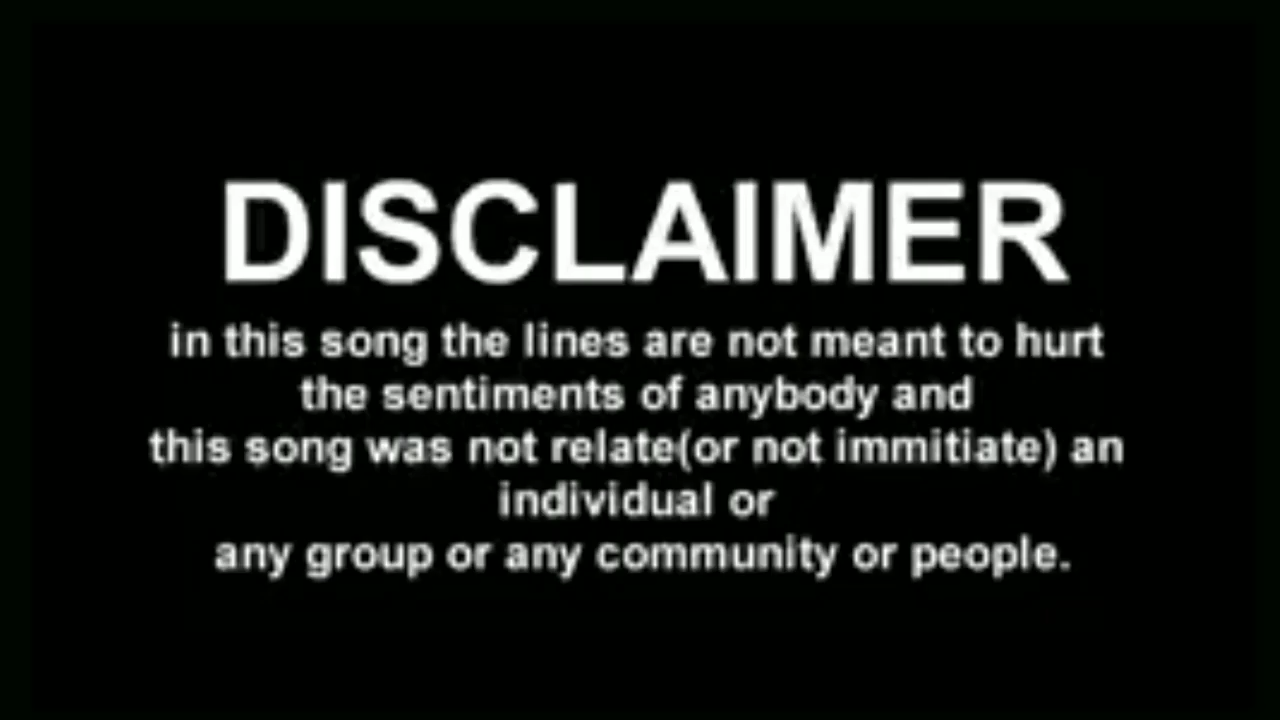 DISCLAIMER
in this song the lines are not meant to hurt
the sentiments of anybody and
this song was not relate(or not immitiate) an
individual or
any group or any community or people.